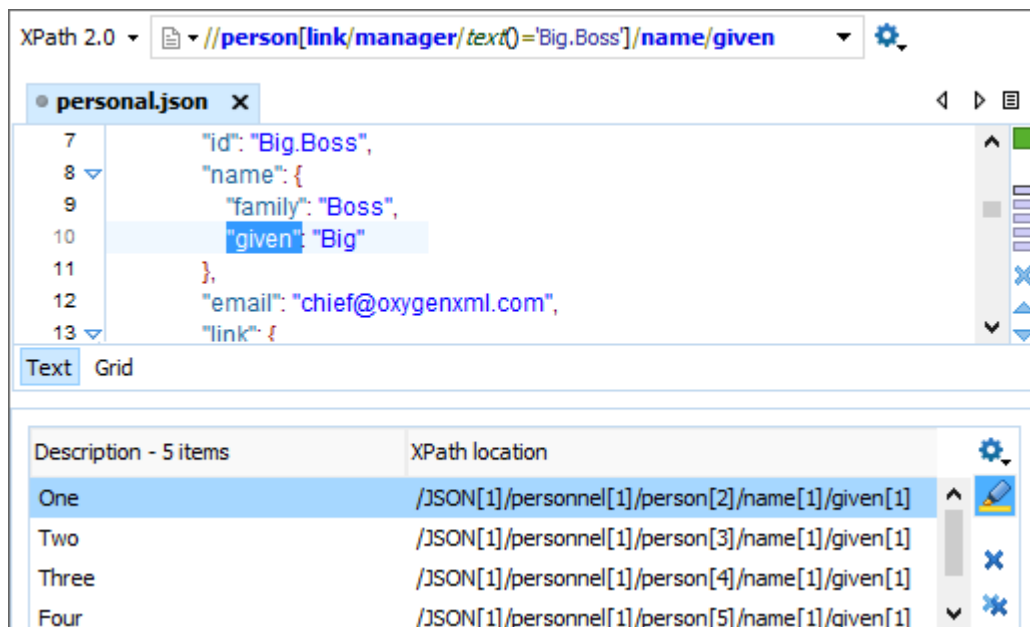 XPath 2.0 //person[link/manager/text()='Big.Boss']/name/given
personal.json
7 "id": "Big.Boss",
8 "name": {
9 "family": "Boss",
10 "given": "Big"
11 },
12 "email": "chief@oxygenxml.com",
13 "link": {
Text Grid
Description - 5 items XPath location
One /JSON[1]/personnel[1]/person[2]/name[1]/given[1]
Two /JSON[1]/personnel[1]/person[3]/name[1]/given[1]
Three /JSON[1]/personnel[1]/person[4]/name[1]/given[1]
Four /JSON[1]/personnel[1]/person[5]/name[1]/given[1]